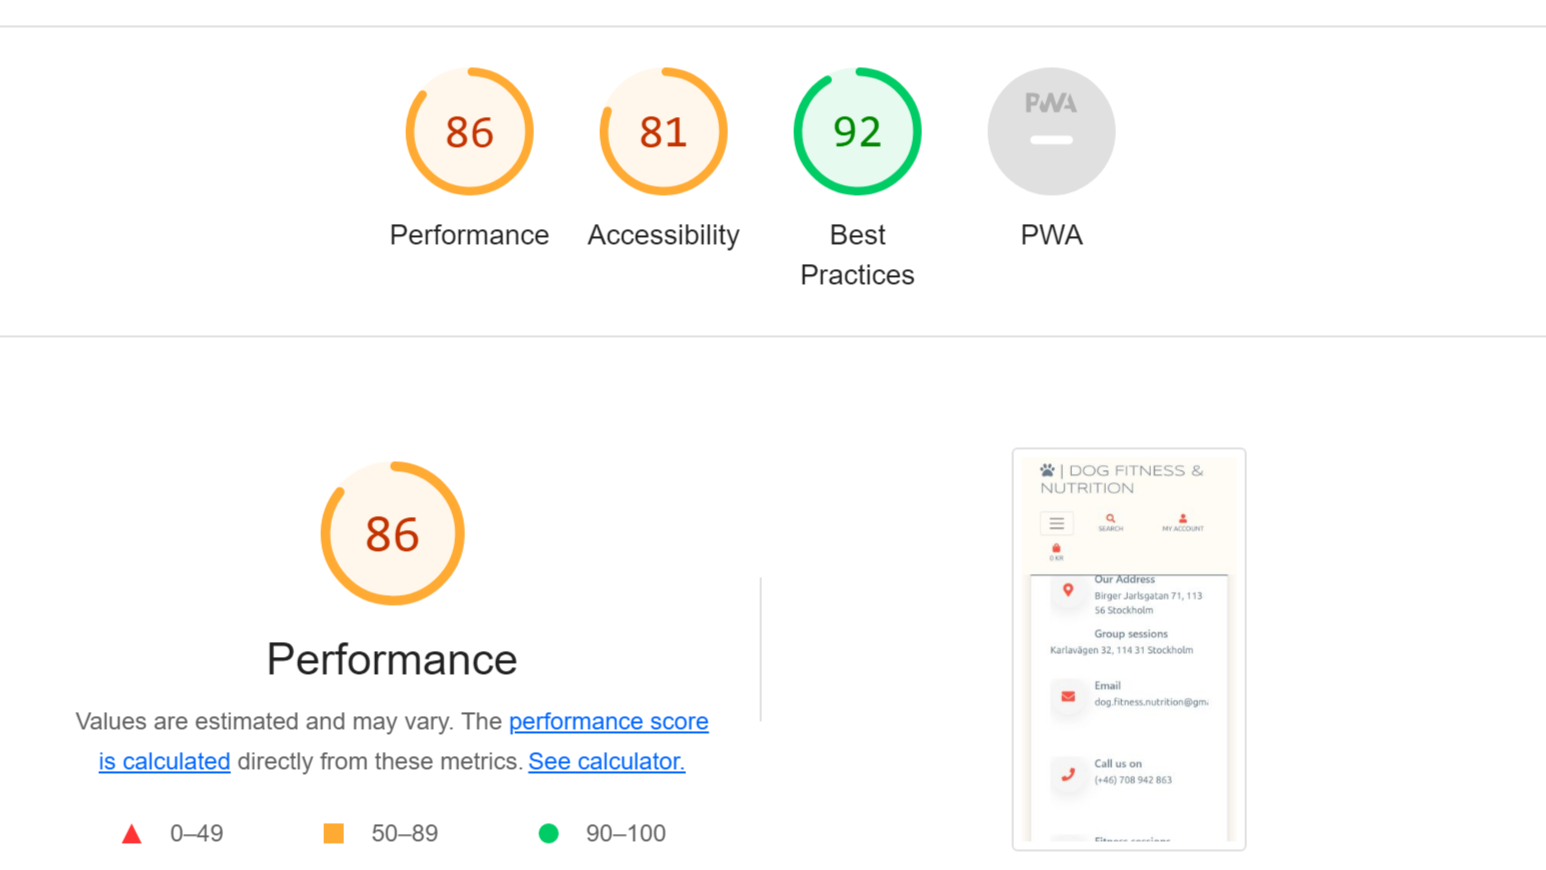 86
81
92
PWA
Performance
Accessibility
Best
Practices
PWA
86
Performance
Values are estimated and may vary. The performance score
is calculated directly from these metrics. See calculator.
0–49
50–89
90–100
| DOG FITNESS &
NUTRITION
SEARCH
MY ACCOUNT
0 KR
Our Address
Birger Jarlsgatan 71, 113
56 Stockholm
Group sessions
Karlavägen 32, 114 31 Stockholm
Email
dog.fitness.nutrition@gm
Call us on
(+46) 708 942 863
Fitness sessions